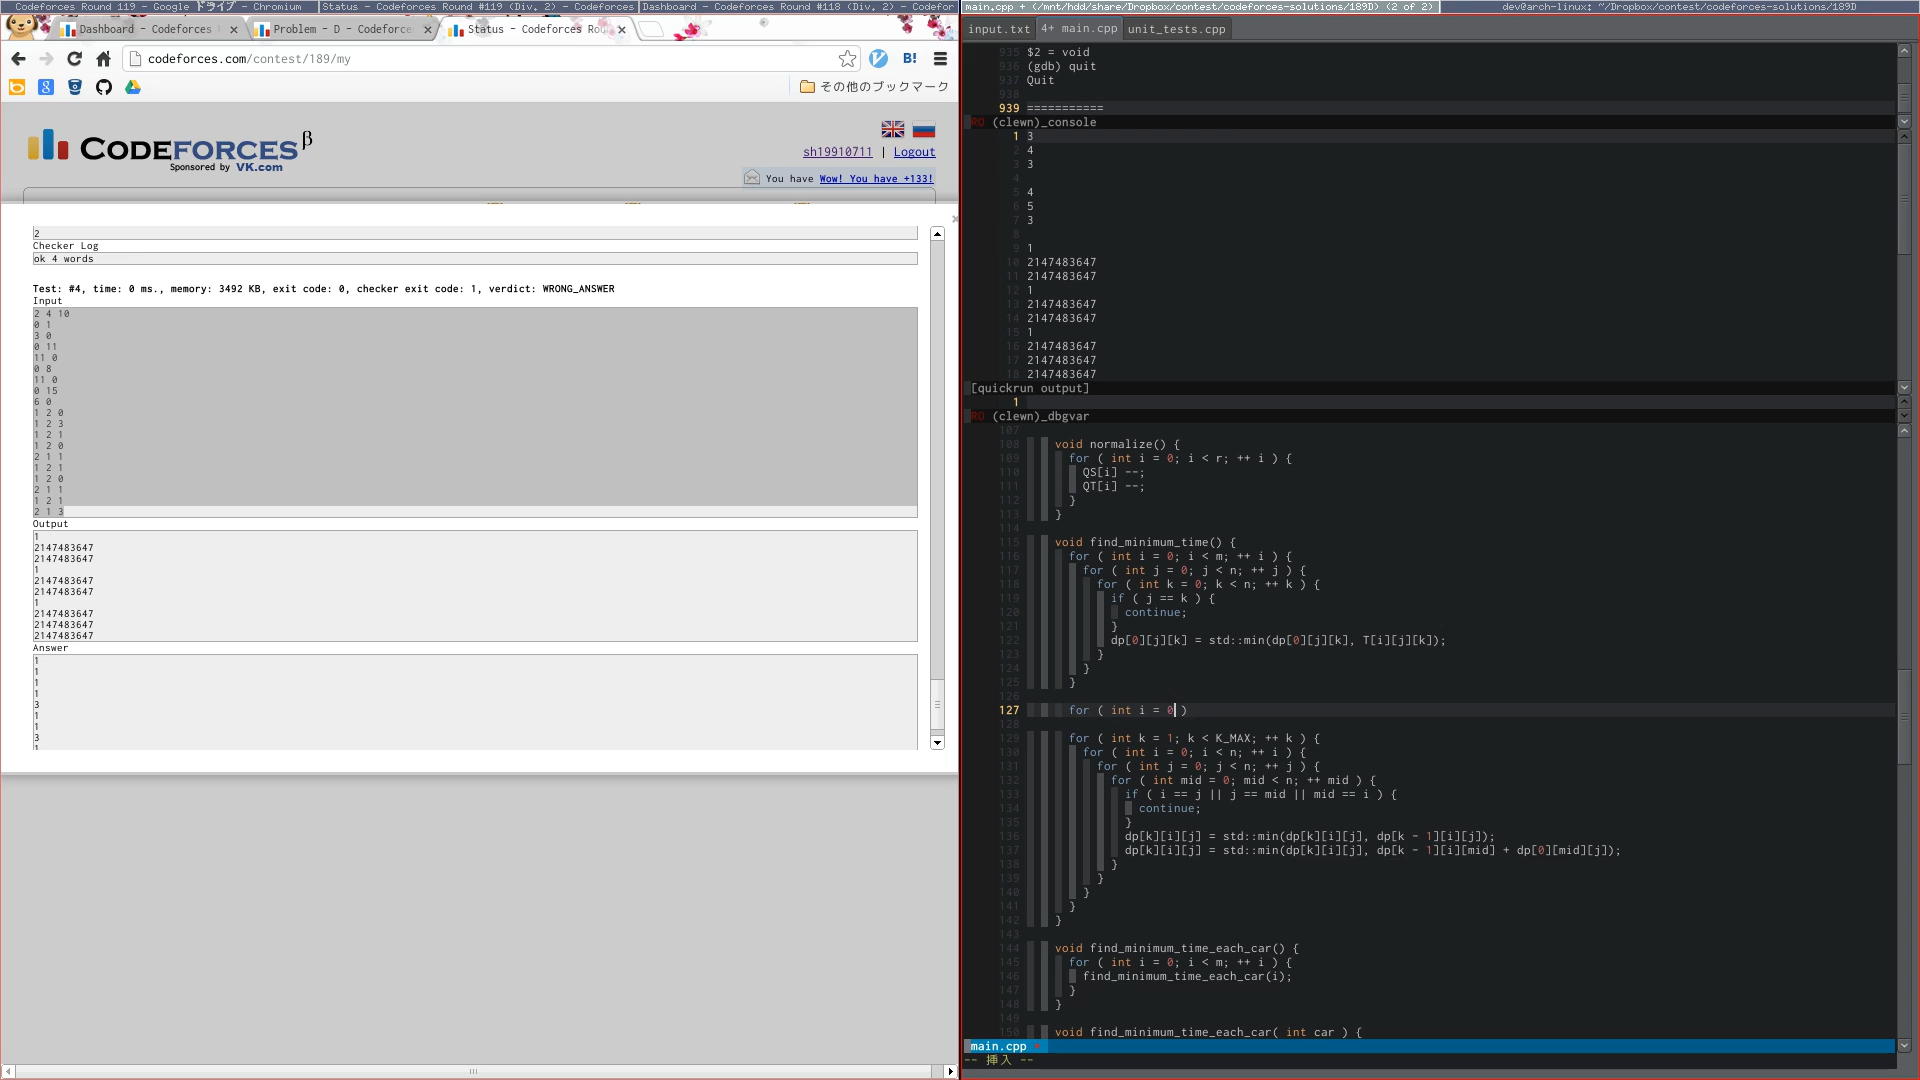 Codeforces Round 119 - Google ドライブ - Chromium
Status - Codeforces Round #119 (Div. 2) - Codeforces
Dashboard - Codeforces Round #118 (Div. 2) - Codefor
main.cpp + (/mnt/hdd/share/Dropbox/contest/codeforces-solutions/189D) (2 of 2)
dev@arch-linux: ~/Dropbox/contest/codeforces-solutions/189D
Dashboard - Codeforces
Problem - D - Codeforce
Status - Codeforces Rou
codeforces.com/contest/189/my
B!
その他のブックマーク
CODEFORCES β
Sponsored by VK.com
sh19910711 | Logout
You have Wow! You have +133!
2
Checker Log
ok 4 words
Test: #4, time: 0 ms., memory: 3492 KB, exit code: 0, checker exit code: 1, verdict: WRONG_ANSWER
Input
2 4 10
0 1
3 0
0 11
11 0
0 8
11 0
0 15
6 0
1 2 0
1 2 3
1 2 1
1 2 0
2 1 1
1 2 1
1 2 0
2 1 1
1 2 1
2 1 3
Output
1
2147483647
2147483647
1
2147483647
2147483647
1
2147483647
2147483647
2147483647
Answer
1
1
1
1
3
1
1
3
1
input.txt 4+ main.cpp unit_tests.cpp
935 $2 = void
936 (gdb) quit
937 Quit
938
939 ===========
RO (clewn)_console
1 3
2 4
3 3
4
5 4
6 5
7 3
8
9 1
10 2147483647
11 2147483647
12 1
13 2147483647
14 2147483647
15 1
16 2147483647
17 2147483647
18 2147483647
[quickrun output]
1
RO (clewn)_dbgvar
107
108 void normalize() {
109 for ( int i = 0; i < r; ++ i ) {
110 QS[i] --;
111 QT[i] --;
112 }
113 }
114
115 void find_minimum_time() {
116 for ( int i = 0; i < m; ++ i ) {
117 for ( int j = 0; j < n; ++ j ) {
118 for ( int k = 0; k < n; ++ k ) {
119 if ( j == k ) {
120 continue;
121 }
122 dp[0][j][k] = std::min(dp[0][j][k], T[i][j][k]);
123 }
124 }
125 }
126
127 for ( int i = 0 )
128
129 for ( int k = 1; k < K_MAX; ++ k ) {
130 for ( int i = 0; i < n; ++ i ) {
131 for ( int j = 0; j < n; ++ j ) {
132 for ( int mid = 0; mid < n; ++ mid ) {
133 if ( i == j || j == mid || mid == i ) {
134 continue;
135 }
136 dp[k][i][j] = std::min(dp[k][i][j], dp[k - 1][i][j]);
137 dp[k][i][j] = std::min(dp[k][i][j], dp[k - 1][i][mid] + dp[0][mid][j]);
138 }
139 }
140 }
141 }
142 }
143
144 void find_minimum_time_each_car() {
145 for ( int i = 0; i < m; ++ i ) {
146 find_minimum_time_each_car(i);
147 }
148 }
149
150 void find_minimum_time_each_car( int car ) {
main.cpp +
-- 挿入 --